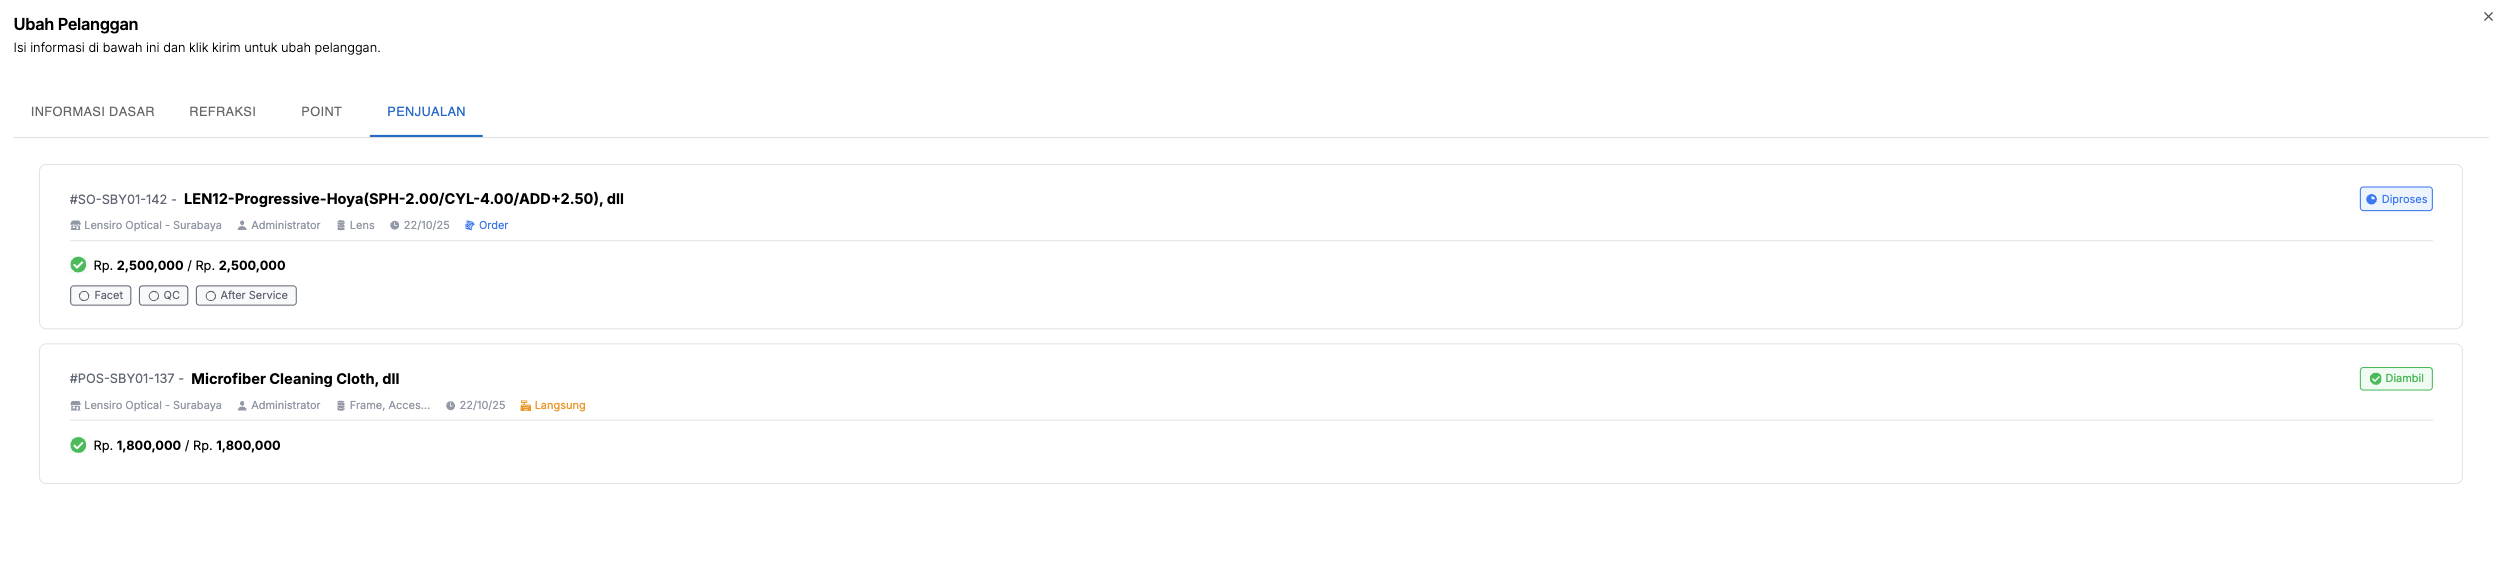 Ubah Pelanggan
Isi informasi di bawah ini dan klik kirim untuk ubah pelanggan.
INFORMASI DASAR REFRAKSI POINT PENJUALAN
#SO-SBY01-142 - LEN12-Progressive-Hoya(SPH-2.00/CYL-4.00/ADD+2.50), dll Diproses
Lensiro Optical - Surabaya Administrator Lens 22/10/25 Order
Rp. 2,500,000 / Rp. 2,500,000
Facet QC After Service
#POS-SBY01-137 - Microfiber Cleaning Cloth, dll Diambil
Lensiro Optical - Surabaya Administrator Frame, Acces... 22/10/25 Langsung
Rp. 1,800,000 / Rp. 1,800,000